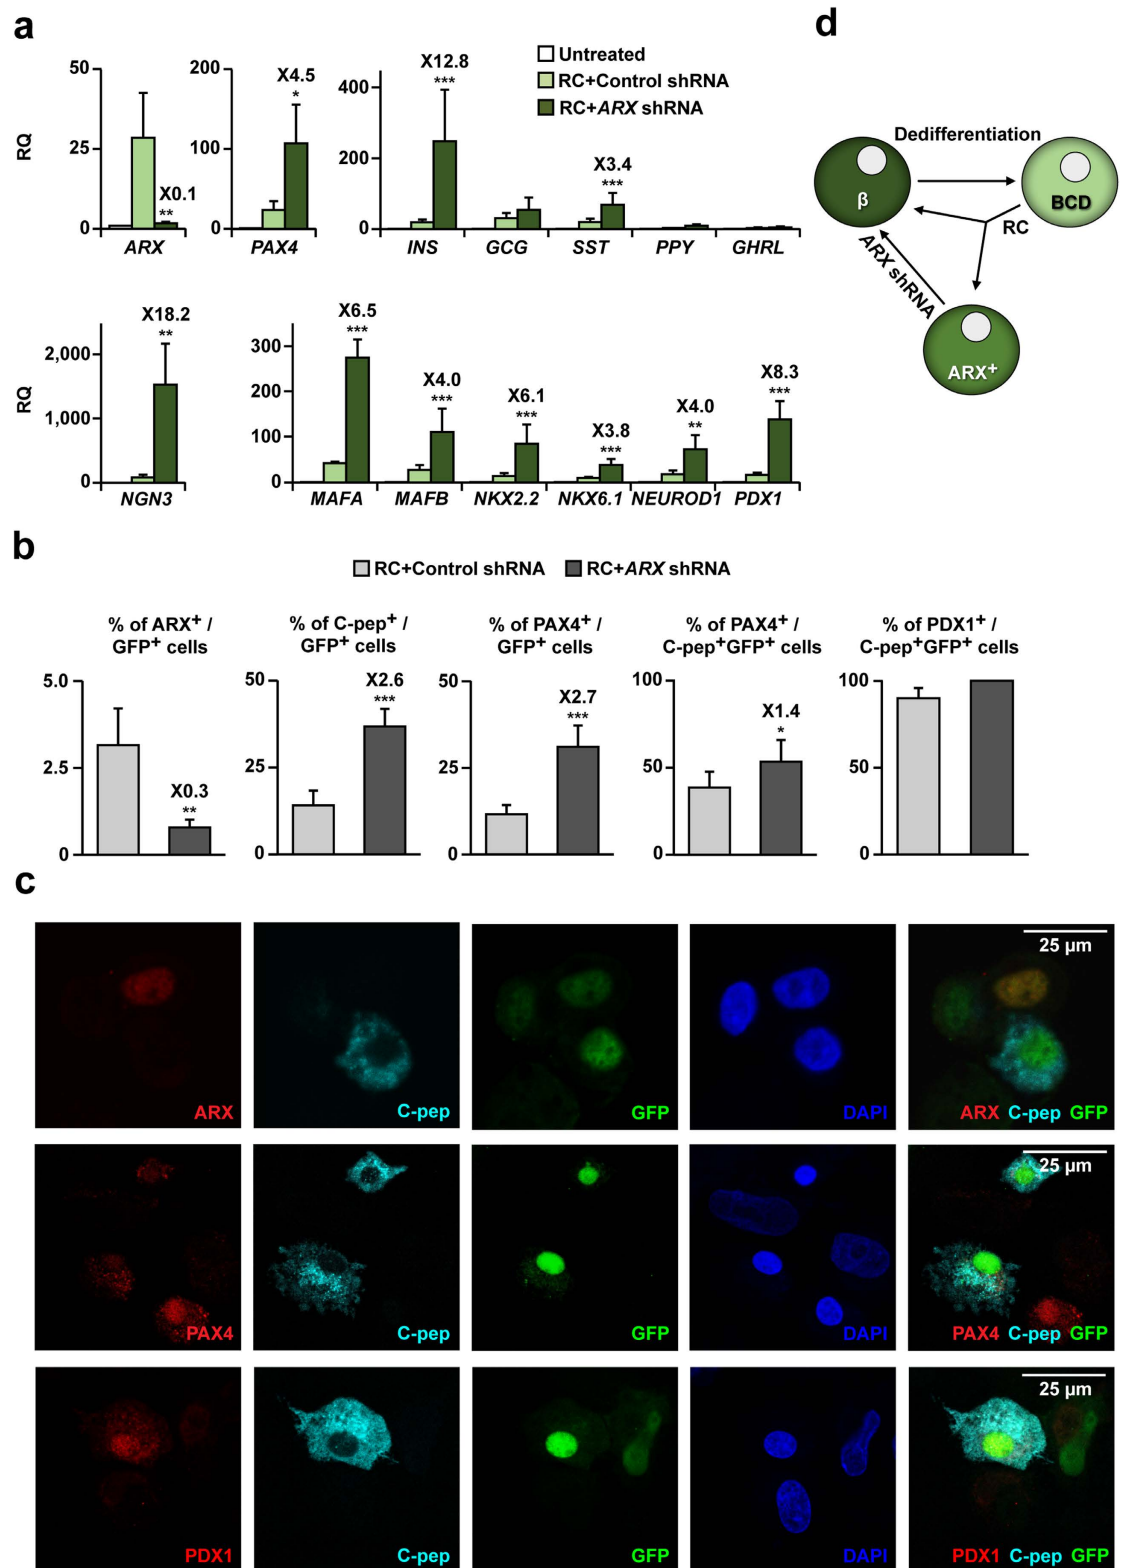 a
Untreated
RC+Control shRNA
RC+ARX shRNA
RQ
50
25
0
X0.1
**
ARX
200
100
0
X4.5
*
PAX4
400
200
0
X12.8
***
X3.4
***
INS GCG SST PPY GHRL
RQ
2,000
1,000
0
X18.2
**
NGN3
300
200
100
0
X6.5
***
X4.0
***
X6.1
***
X3.8
***
X4.0
**
X8.3
***
MAFA MAFB NKX2.2 NKX6.1 NEUROD1 PDX1
d
Dedifferentiation
β
BCD
RC
ARX shRNA
ARX+
b
RC+Control shRNA
RC+ARX shRNA
% of ARX+ /
GFP+ cells
5.0
2.5
0
X0.3
**
% of C-pep+ /
GFP+ cells
50
25
0
X2.6
***
% of PAX4+ /
GFP+ cells
50
25
0
X2.7
***
% of PAX4+ /
C-pep+GFP+ cells
100
50
0
X1.4
*
% of PDX1+ /
C-pep+GFP+ cells
100
50
0
c
25 µm
ARX
C-pep
GFP
DAPI
ARX C-pep GFP
25 µm
PAX4
C-pep
GFP
DAPI
PAX4 C-pep GFP
25 µm
PDX1
C-pep
GFP
DAPI
PDX1 C-pep GFP